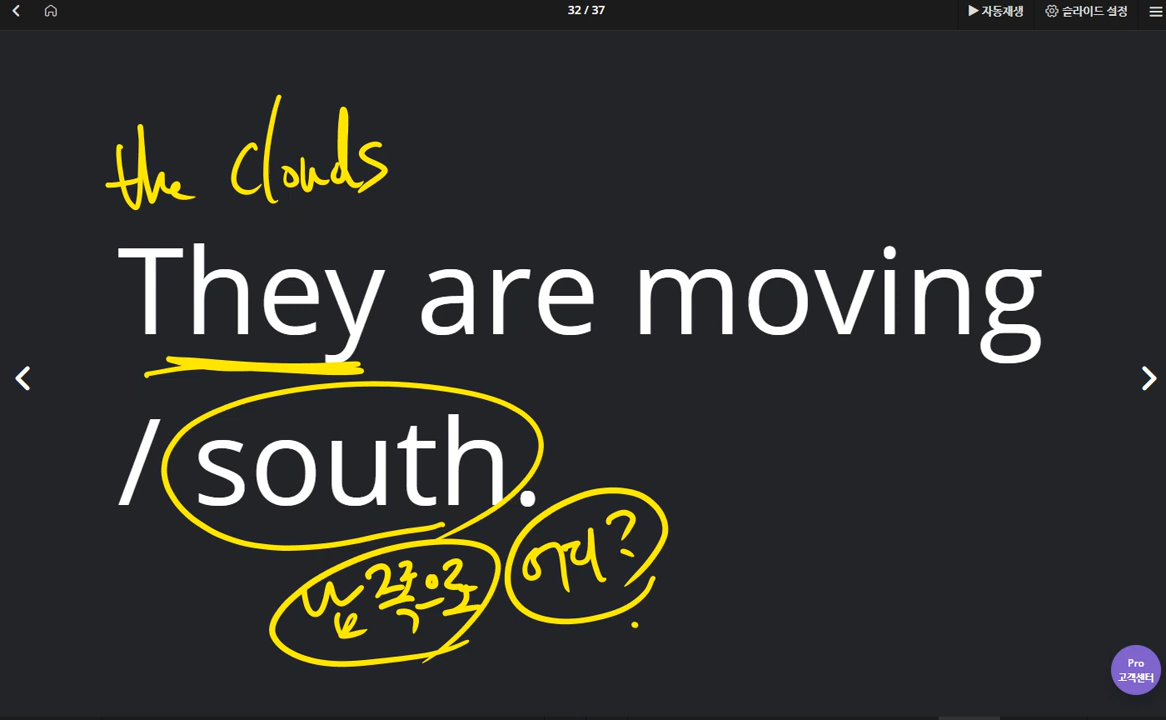 32 / 37
▶ 자동재생
슬라이드 설정
the clouds
They are moving
/ south.
남쪽으로
어디?
Pro
고객센터